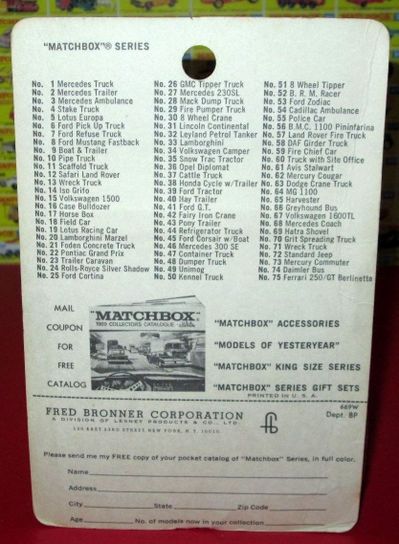 "MATCHBOX"® SERIES
No. 1 Mercedes Truck
No. 2 Mercedes Trailer
No. 3 Mercedes Ambulance
No. 4 Stake Truck
No. 5 Lotus Europa
No. 6 Ford Pick Up Truck
No. 7 Ford Refuse Truck
No. 8 Ford Mustang Fastback
No. 9 Boat & Trailer
No. 10 Pipe Truck
No. 11 Scaffold Truck
No. 12 Safari Land Rover
No. 13 Wreck Truck
No. 14 Iso Grifo
No. 15 Volkswagen 1500
No. 16 Case Bulldozer
No. 17 Horse Box
No. 18 Field Car
No. 19 Lotus Racing Car
No. 20 Lamborghini Marzel
No. 21 Foden Concrete Truck
No. 22 Pontiac Grand Prix
No. 23 Trailer Caravan
No. 24 Rolls-Royce Silver Shadow
No. 25 Ford Cortina
No. 26 GMC Tipper Truck
No. 27 Mercedes 230SL
No. 28 Mack Dump Truck
No. 29 Fire Pumper Truck
No. 30 8 Wheel Crane
No. 31 Lincoln Continental
No. 32 Leyland Petrol Tanker
No. 33 Lamborghini
No. 34 Volkswagen Camper
No. 35 Snow Trac Tractor
No. 36 Opel Diplomat
No. 37 Cattle Truck
No. 38 Honda Cycle w/Trailer
No. 39 Ford Tractor
No. 40 Hay Trailer
No. 41 Ford G.T.
No. 42 Fairy Iron Crane
No. 43 Pony Trailer
No. 44 Refrigerator Truck
No. 45 Ford Corsair w/Boat
No. 46 Mercedes 300 SE
No. 47 Container Truck
No. 48 Dumper Truck
No. 49 Unimog
No. 50 Kennel Truck
No. 51 8 Wheel Tipper
No. 52 B. R. M. Racer
No. 53 Ford Zodiac
No. 54 Cadillac Ambulance
No. 55 Police Car
No. 56 B.M.C. 1100 Pininfarina
No. 57 Land Rover Fire Truck
No. 58 DAF Girder Truck
No. 59 Fire Chief Car
No. 60 Truck with Site Office
No. 61 Avis Stalwart
No. 62 Mercury Cougar
No. 63 Dodge Crane Truck
No. 64 MG 1100
No. 65 Harvester
No. 66 Greyhound Bus
No. 67 Volkswagen 1600TL
No. 68 Mercedes Coach
No. 69 Hatra Shovel
No. 70 Grit Spreading Truck
No. 71 Wreck Truck
No. 72 Standard Jeep
No. 73 Mercury Commuter
No. 74 Daimler Bus
No. 75 Ferrari 250/GT Berlinetta
MAIL
COUPON
FOR
FREE
CATALOG
"MATCHBOX"
1969 COLLECTOR'S CATALOGUE
"MATCHBOX" ACCESSORIES
"MODELS OF YESTERYEAR"
"MATCHBOX" KING SIZE SERIES
"MATCHBOX" SERIES GIFT SETS
PRINTED IN U. S. A.
FRED BRONNER CORPORATION
A DIVISION OF LESNEY PRODUCTS & CO., LTD.
120 EAST 23RD STREET, NEW YORK, N. Y. 10010
fb
669W
Dept. BP
Please send me my FREE copy of your pocket catalog of "Matchbox" Series, in full color.
Name
Address
City State Zip Code
Age No. of models now in your collection